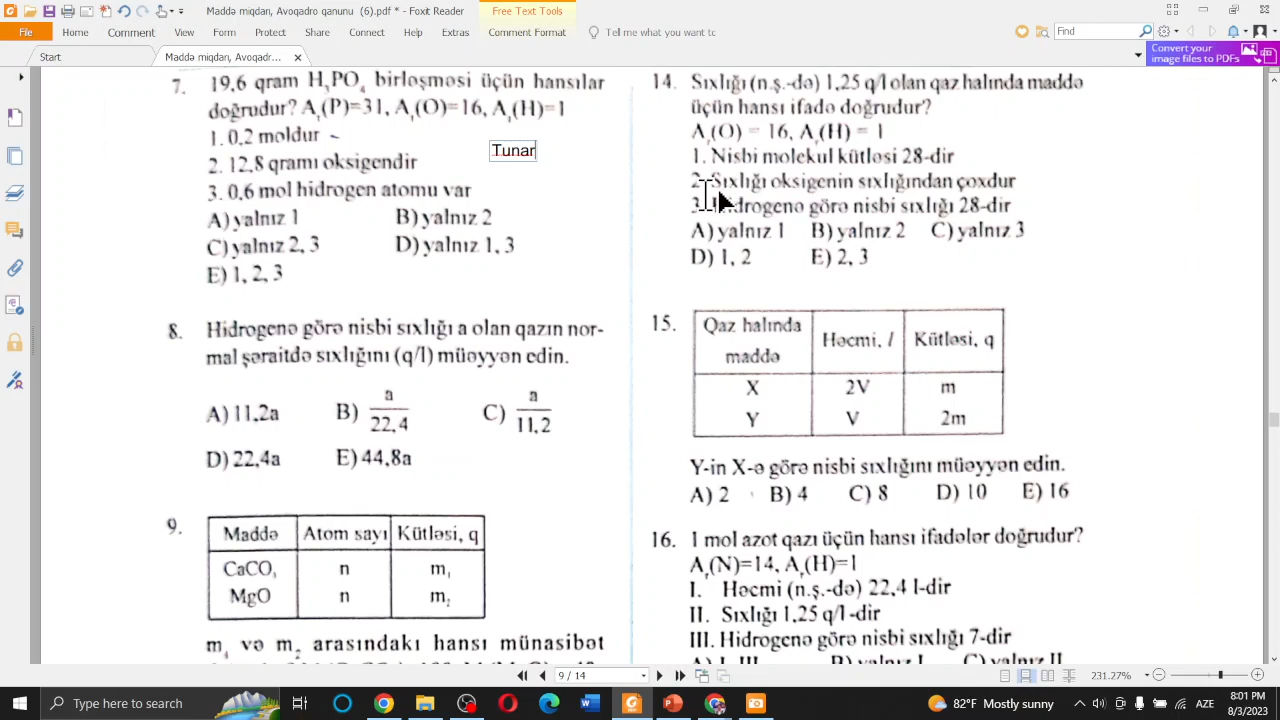 Maddə miqdarı, Avoqadro qanunu (6).pdf * - Foxit Reader
Free Text Tools
File
Home
Comment
View
Form
Protect
Share
Connect
Help
Extras
Comment Format
Tell me what you want to
Find
Start
Maddə miqdarı, Avoqadr...
Convert your
image files to PDFs
7. 19,6 qram H₃PO₄ birləşməsi üçün hansılar
doğrudur? Aᵣ(P)=31, Aᵣ(O)=16, Aᵣ(H)=1
1. 0,2 moldur
2. 12,8 qramı oksigendir
3. 0,6 mol hidrogen atomu var
A) yalnız 1 B) yalnız 2
C) yalnız 2, 3 D) yalnız 1, 3
E) 1, 2, 3
Tunar
8. Hidrogenə görə nisbi sıxlığı a olan qazın nor-
mal şəraitdə sıxlığını (q/l) müəyyən edin.
A) 11,2a B) a/22,4 C) a/11,2
D) 22,4a E) 44,8a
9.
Maddə Atom sayı Kütləsi, q
CaCO₃ n m₁
MgO n m₂
m₁ və m₂ arasındakı hansı münasibət
14. Sıxlığı (n.ş.-də) 1,25 q/l olan qaz halında maddə
üçün hansı ifadə doğrudur?
Aᵣ(O) = 16, Aᵣ(H) = 1
1. Nisbi molekul kütləsi 28-dir
2. Sıxlığı oksigenin sıxlığından çoxdur
3. Hidrogenə görə nisbi sıxlığı 28-dir
A) yalnız 1 B) yalnız 2 C) yalnız 3
D) 1, 2 E) 2, 3
15.
Qaz halında
maddə
Həcmi, l
Kütləsi, q
X 2V m
Y V 2m
Y-in X-ə görə nisbi sıxlığını müəyyən edin.
A) 2 B) 4 C) 8 D) 10 E) 16
16. 1 mol azot qazı üçün hansı ifadələr doğrudur?
Aᵣ(N)=14, Aᵣ(H)=1
I. Həcmi (n.ş.-də) 22,4 l-dir
II. Sıxlığı 1,25 q/l-dir
III. Hidrogenə görə nisbi sıxlığı 7-dir
A) I, III B) yalnız I C) yalnız II
9 / 14
231.27%
Type here to search
82°F Mostly sunny
AZE
8:01 PM
8/3/2023